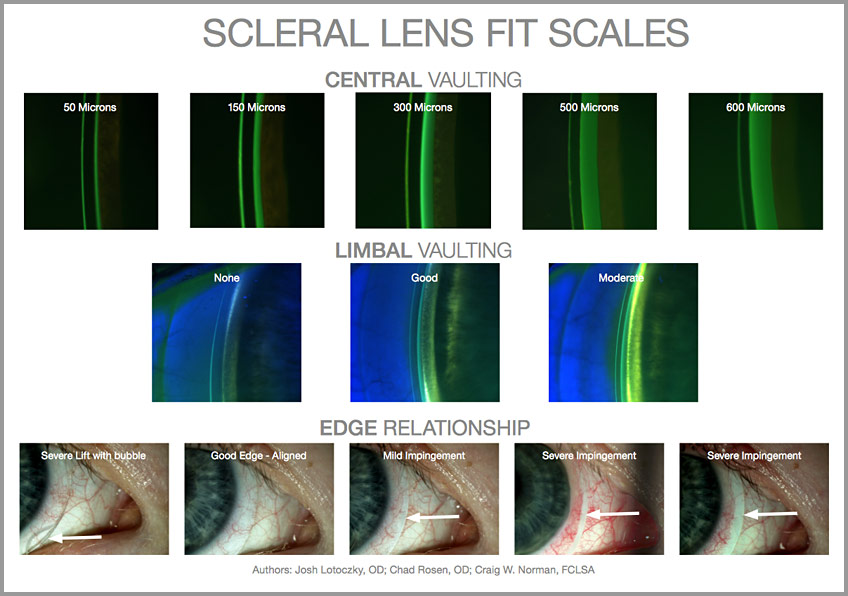 SCLERAL LENS FIT SCALES
CENTRAL VAULTING
50 Microns
150 Microns
300 Microns
500 Microns
600 Microns
LIMBAL VAULTING
None
Good
Moderate
EDGE RELATIONSHIP
Severe Lift with bubble
Good Edge - Aligned
Mild Impingement
Severe Impingement
Severe Impingement
Authors: Josh Lotoczky, OD; Chad Rosen, OD; Craig W. Norman, FCLSA